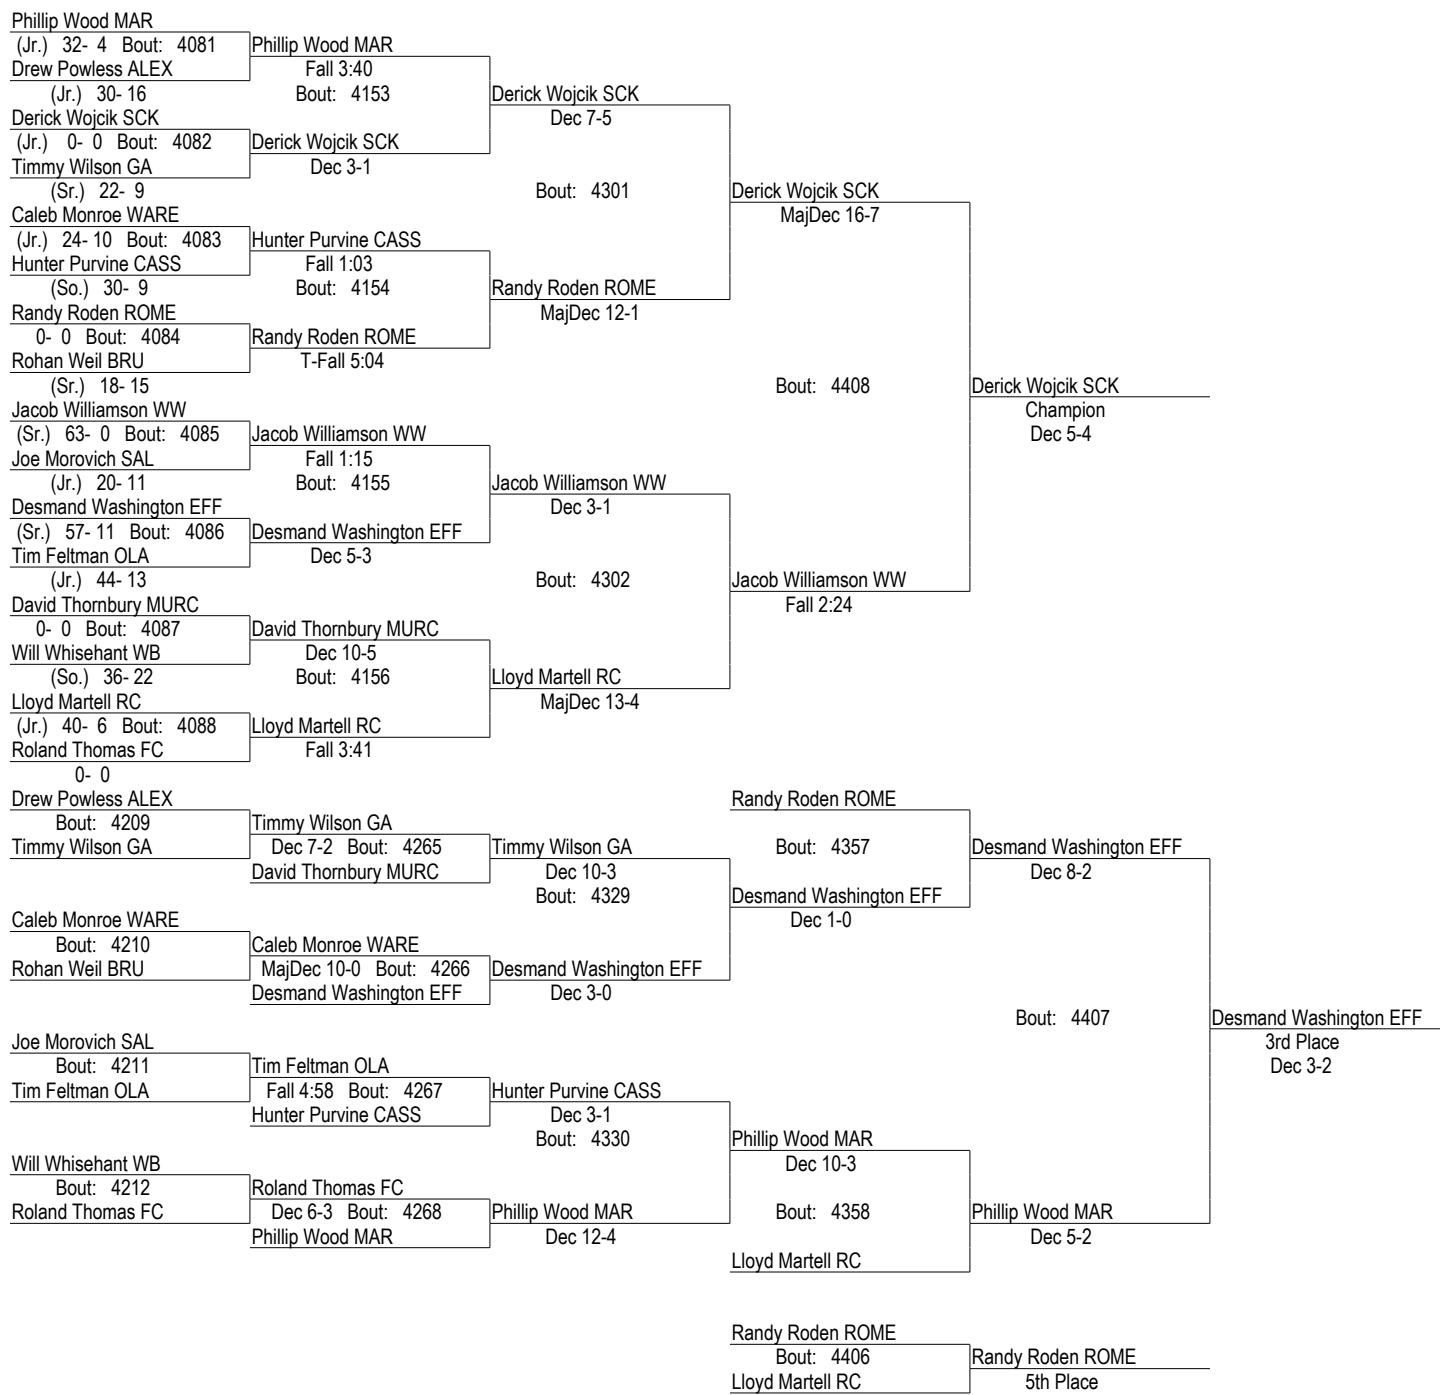 Phillip Wood MAR
(Jr.) 32- 4 Bout: 4081 Phillip Wood MAR
Drew Powless ALEX Fall 3:40
(Jr.) 30- 16 Bout: 4153 Derick Wojcik SCK
Derick Wojcik SCK Dec 7-5
(Jr.) 0- 0 Bout: 4082 Derick Wojcik SCK
Timmy Wilson GA Dec 3-1
(Sr.) 22- 9 Bout: 4301 Derick Wojcik SCK
Caleb Monroe WARE MajDec 16-7
(Jr.) 24- 10 Bout: 4083 Hunter Purvine CASS
Hunter Purvine CASS Fall 1:03
(So.) 30- 9 Bout: 4154 Randy Roden ROME
Randy Roden ROME MajDec 12-1
0- 0 Bout: 4084 Randy Roden ROME
Rohan Weil BRU T-Fall 5:04
(Sr.) 18- 15 Bout: 4408 Derick Wojcik SCK
Jacob Williamson WW Champion
(Sr.) 63- 0 Bout: 4085 Jacob Williamson WW Dec 5-4
Joe Morovich SAL Fall 1:15
(Jr.) 20- 11 Bout: 4155 Jacob Williamson WW
Desmand Washington EFF Dec 3-1
(Sr.) 57- 11 Bout: 4086 Desmand Washington EFF
Tim Feltman OLA Dec 5-3
(Jr.) 44- 13 Bout: 4302 Jacob Williamson WW
David Thornbury MURC Fall 2:24
0- 0 Bout: 4087 David Thornbury MURC
Will Whisehant WB Dec 10-5
(So.) 36- 22 Bout: 4156 Lloyd Martell RC
Lloyd Martell RC MajDec 13-4
(Jr.) 40- 6 Bout: 4088 Lloyd Martell RC
Roland Thomas FC Fall 3:41
0- 0
Drew Powless ALEX Randy Roden ROME
Bout: 4209 Timmy Wilson GA
Timmy Wilson GA Dec 7-2 Bout: 4265 Timmy Wilson GA Bout: 4357 Desmand Washington EFF
David Thornbury MURC Dec 10-3 Dec 8-2
Bout: 4329 Desmand Washington EFF
Caleb Monroe WARE Dec 1-0
Bout: 4210 Caleb Monroe WARE
Rohan Weil BRU MajDec 10-0 Bout: 4266 Desmand Washington EFF
Desmand Washington EFF Dec 3-0
Bout: 4407 Desmand Washington EFF
Joe Morovich SAL 3rd Place
Bout: 4211 Tim Feltman OLA Dec 3-2
Tim Feltman OLA Fall 4:58 Bout: 4267 Hunter Purvine CASS
Hunter Purvine CASS Dec 3-1
Bout: 4330 Phillip Wood MAR
Will Whisehant WB Dec 10-3
Bout: 4212 Roland Thomas FC
Roland Thomas FC Dec 6-3 Bout: 4268 Phillip Wood MAR Bout: 4358 Phillip Wood MAR
Phillip Wood MAR Dec 12-4 Dec 5-2
Lloyd Martell RC
Randy Roden ROME
Bout: 4406 Randy Roden ROME
Lloyd Martell RC 5th Place